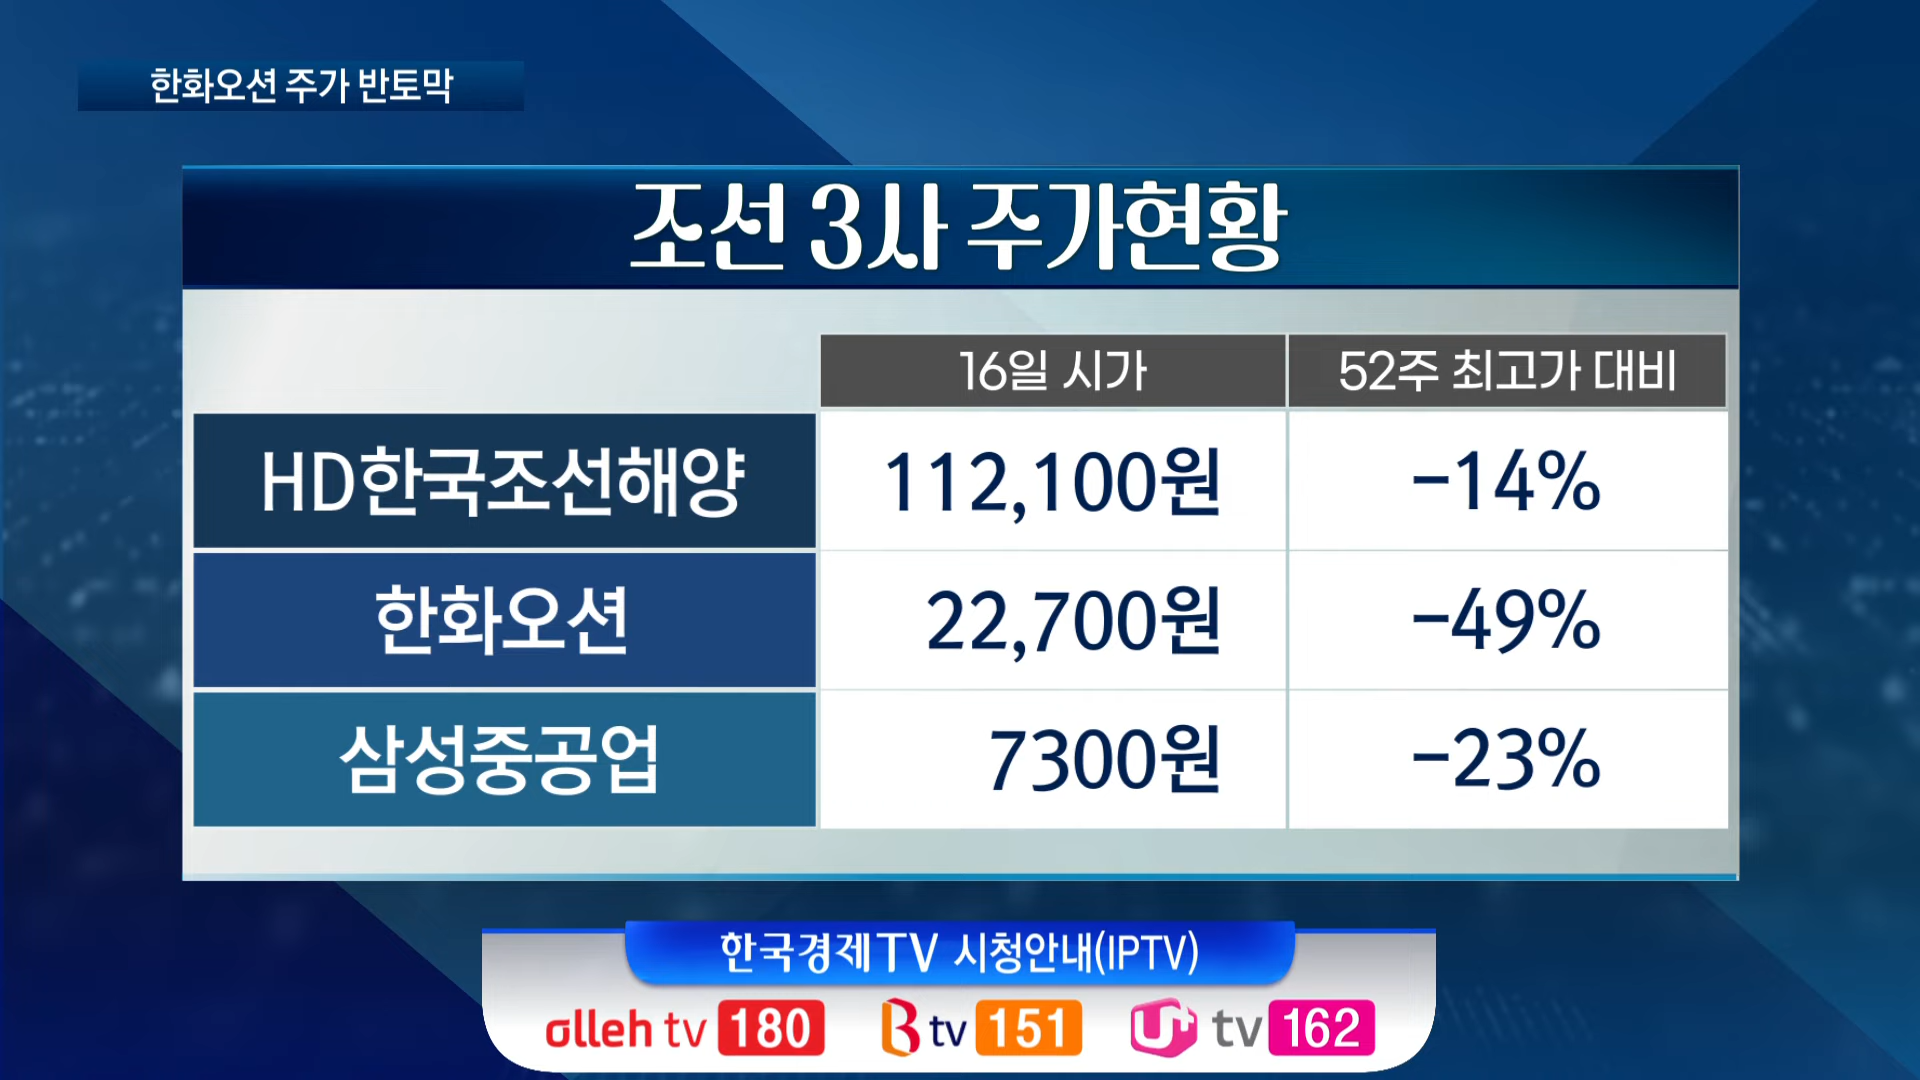 한화오션 주가 반토막
조선 3사 주가현황
16일 시가 52주 최고가 대비
HD한국조선해양 112,100원 -14%
한화오션 22,700원 -49%
삼성중공업 7300원 -23%
한국경제TV 시청안내(IPTV)
olleh tv 180 B tv 151 U+ tv 162